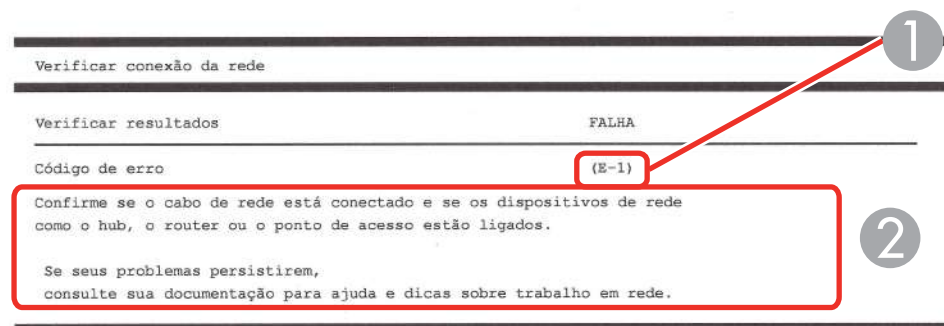 1
Verificar conexão da rede
Verificar resultados FALHA
Código de erro (E-1)
Confirme se o cabo de rede está conectado e se os dispositivos de rede
como o hub, o router ou o ponto de acesso estão ligados.
2
Se seus problemas persistirem,
consulte sua documentação para ajuda e dicas sobre trabalho em rede.